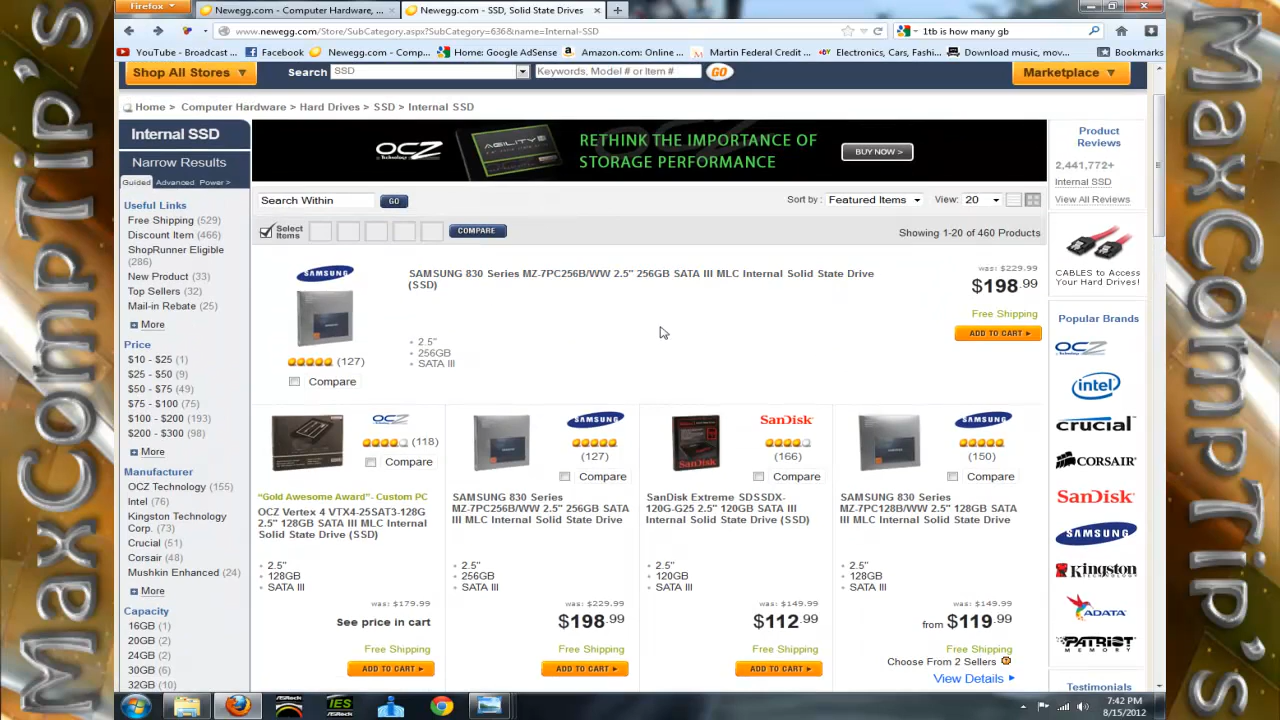 Firefox
Newegg.com - Computer Hardware, ...
Newegg.com - SSD, Solid State Drives
www.newegg.com/Store/SubCategory.aspx?SubCategory=636&name=Internal-SSD
1tb is how many gb
YouTube - Broadcast ...
Facebook
Newegg.com - Comp...
Home: Google AdSense
Amazon.com: Online ...
Martin Federal Credit ...
Electronics, Cars, Fashi...
Download music, mov...
Bookmarks
Shop All Stores
Search
SSD
Keywords, Model # or Item #
GO
Marketplace
Home > Computer Hardware > Hard Drives > SSD > Internal SSD
Internal SSD
Narrow Results
Guided
Advanced
Power >
Useful Links
Free Shipping (529)
Discount Item (466)
ShopRunner Eligible
(286)
New Product (33)
Top Sellers (32)
Mail-in Rebate (25)
More
Price
$10 - $25 (1)
$25 - $50 (9)
$50 - $75 (49)
$75 - $100 (75)
$100 - $200 (193)
$200 - $300 (98)
More
Manufacturer
OCZ Technology (155)
Intel (76)
Kingston Technology
Corp. (73)
Crucial (51)
Corsair (48)
Mushkin Enhanced (24)
More
Capacity
16GB (1)
20GB (2)
24GB (2)
30GB (6)
32GB (10)
OCZ
Technology
AGILITY
RETHINK THE IMPORTANCE OF
STORAGE PERFORMANCE
BUY NOW >
Search Within
GO
Sort by : Featured Items
View: 20
Select
Items
COMPARE
Showing 1-20 of 460 Products
SAMSUNG
(127)
Compare
SAMSUNG 830 Series MZ-7PC256B/WW 2.5" 256GB SATA III MLC Internal Solid State Drive
(SSD)
2.5"
256GB
SATA III
was: $229.99
$198.99
Free Shipping
ADD TO CART
OCZ
(118)
Compare
"Gold Awesome Award"- Custom PC
OCZ Vertex 4 VTX4-25SAT3-128G
2.5" 128GB SATA III MLC Internal
Solid State Drive (SSD)
2.5"
128GB
SATA III
was: $179.99
See price in cart
Free Shipping
ADD TO CART
SAMSUNG
(127)
Compare
SAMSUNG 830 Series
MZ-7PC256B/WW 2.5" 256GB SATA
III MLC Internal Solid State Drive
(SSD)
2.5"
256GB
SATA III
was: $229.99
$198.99
Free Shipping
ADD TO CART
SanDisk
(166)
Compare
SanDisk Extreme SDSSDX-
120G-G25 2.5" 120GB SATA III
Internal Solid State Drive (SSD)
2.5"
120GB
SATA III
was: $149.99
$112.99
Free Shipping
ADD TO CART
SAMSUNG
(150)
Compare
SAMSUNG 830 Series
MZ-7PC128B/WW 2.5" 128GB SATA
III MLC Internal Solid State Drive
(SSD)
2.5"
128GB
SATA III
was: $149.99
from $119.99
Free Shipping
Choose From 2 Sellers
View Details
Product
Reviews
2,441,772+
Internal SSD
View All Reviews
CABLES to Access
Your Hard Drives!
Popular Brands
OCZ
intel
crucial
CORSAIR
SanDisk
SAMSUNG
Kingston
TECHNOLOGY
ADATA
PATRIOT
MEMORY
Testimonials
ASRock
IES
ASRock
7:42 PM
8/15/2012
MaxCompTips
MaxCompTip's